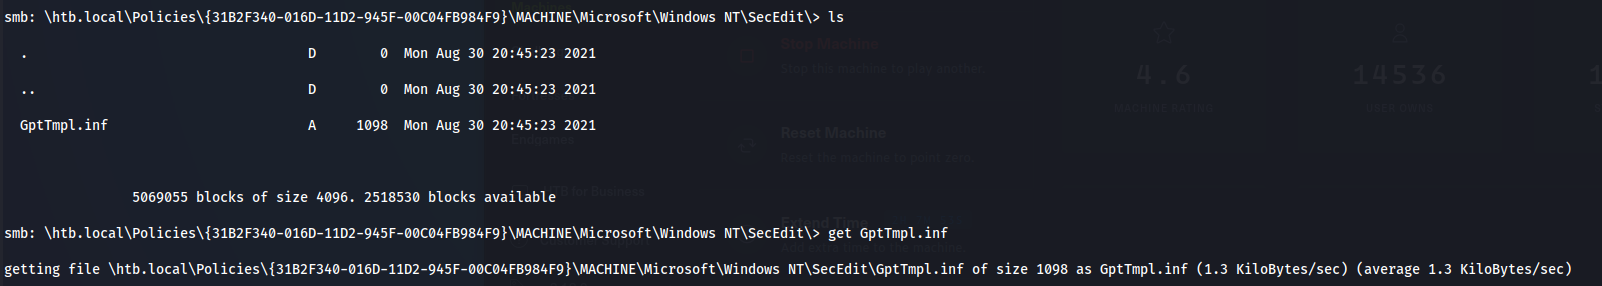 smb: \htb.local\Policies\{31B2F340-016D-11D2-945F-00C04FB984F9}\MACHINE\Microsoft\Windows NT\SecEdit\> ls
. D 0 Mon Aug 30 20:45:23 2021
Stop Machine
.. D 0 Mon Aug 30 20:45:23 2021
Stop this machine to play another.
4.6 14536
MACHINE RATING USER OWNS
GptTmpl.inf A 1098 Mon Aug 30 20:45:23 2021
Endgames
Reset Machine
Reset the machine to point zero.
5069055 blocks of size 4096. 2518530 blocks available
for Business
Extend Time
smb: \htb.local\Policies\{31B2F340-016D-11D2-945F-00C04FB984F9}\MACHINE\Microsoft\Windows NT\SecEdit\> get GptTmpl.inf
getting file \htb.local\Policies\{31B2F340-016D-11D2-945F-00C04FB984F9}\MACHINE\Microsoft\Windows NT\SecEdit\GptTmpl.inf of size 1098 as GptTmpl.inf (1.3 KiloBytes/sec) (average 1.3 KiloBytes/sec)